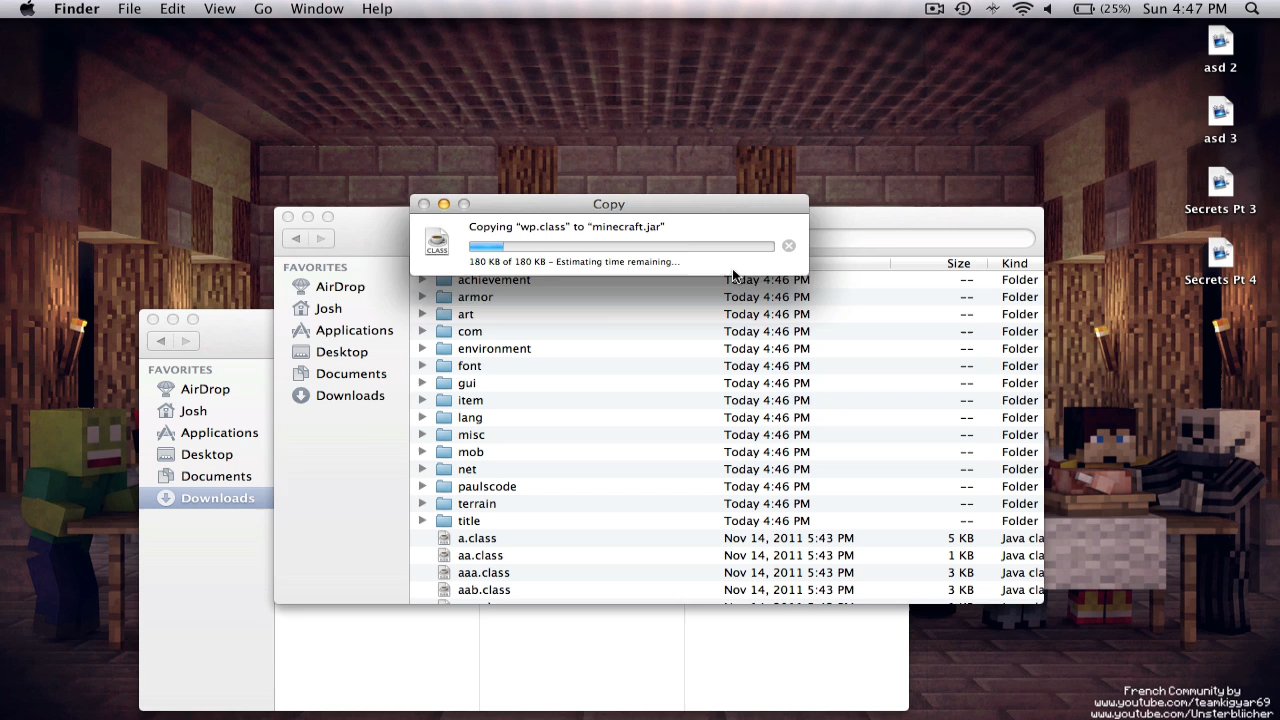 Finder File Edit View Go Window Help (25%) Sun 4:47 PM
asd 2
asd 3
Secrets Pt 3
Secrets Pt 4
Copy
Copying “wp.class” to “minecraft.jar”
CLASS
180 KB of 180 KB – Estimating time remaining...
FAVORITES
AirDrop
Josh
Applications
Desktop
Documents
Downloads
Size Kind
achievement Today 4:46 PM -- Folder
armor Today 4:46 PM -- Folder
art Today 4:46 PM -- Folder
com Today 4:46 PM -- Folder
environment Today 4:46 PM -- Folder
font Today 4:46 PM -- Folder
gui Today 4:46 PM -- Folder
item Today 4:46 PM -- Folder
lang Today 4:46 PM -- Folder
misc Today 4:46 PM -- Folder
mob Today 4:46 PM -- Folder
net Today 4:46 PM -- Folder
paulscode Today 4:46 PM -- Folder
terrain Today 4:46 PM -- Folder
title Today 4:46 PM -- Folder
a.class Nov 14, 2011 5:43 PM 5 KB Java cla
aa.class Nov 14, 2011 5:43 PM 1 KB Java cla
aaa.class Nov 14, 2011 5:43 PM 3 KB Java cla
aab.class Nov 14, 2011 5:43 PM 3 KB Java cla
FAVORITES
AirDrop
Josh
Applications
Desktop
Documents
Downloads
French Community by
www.youtube.com/teamkigyar69
www.youtube.com/Unsterbliicher